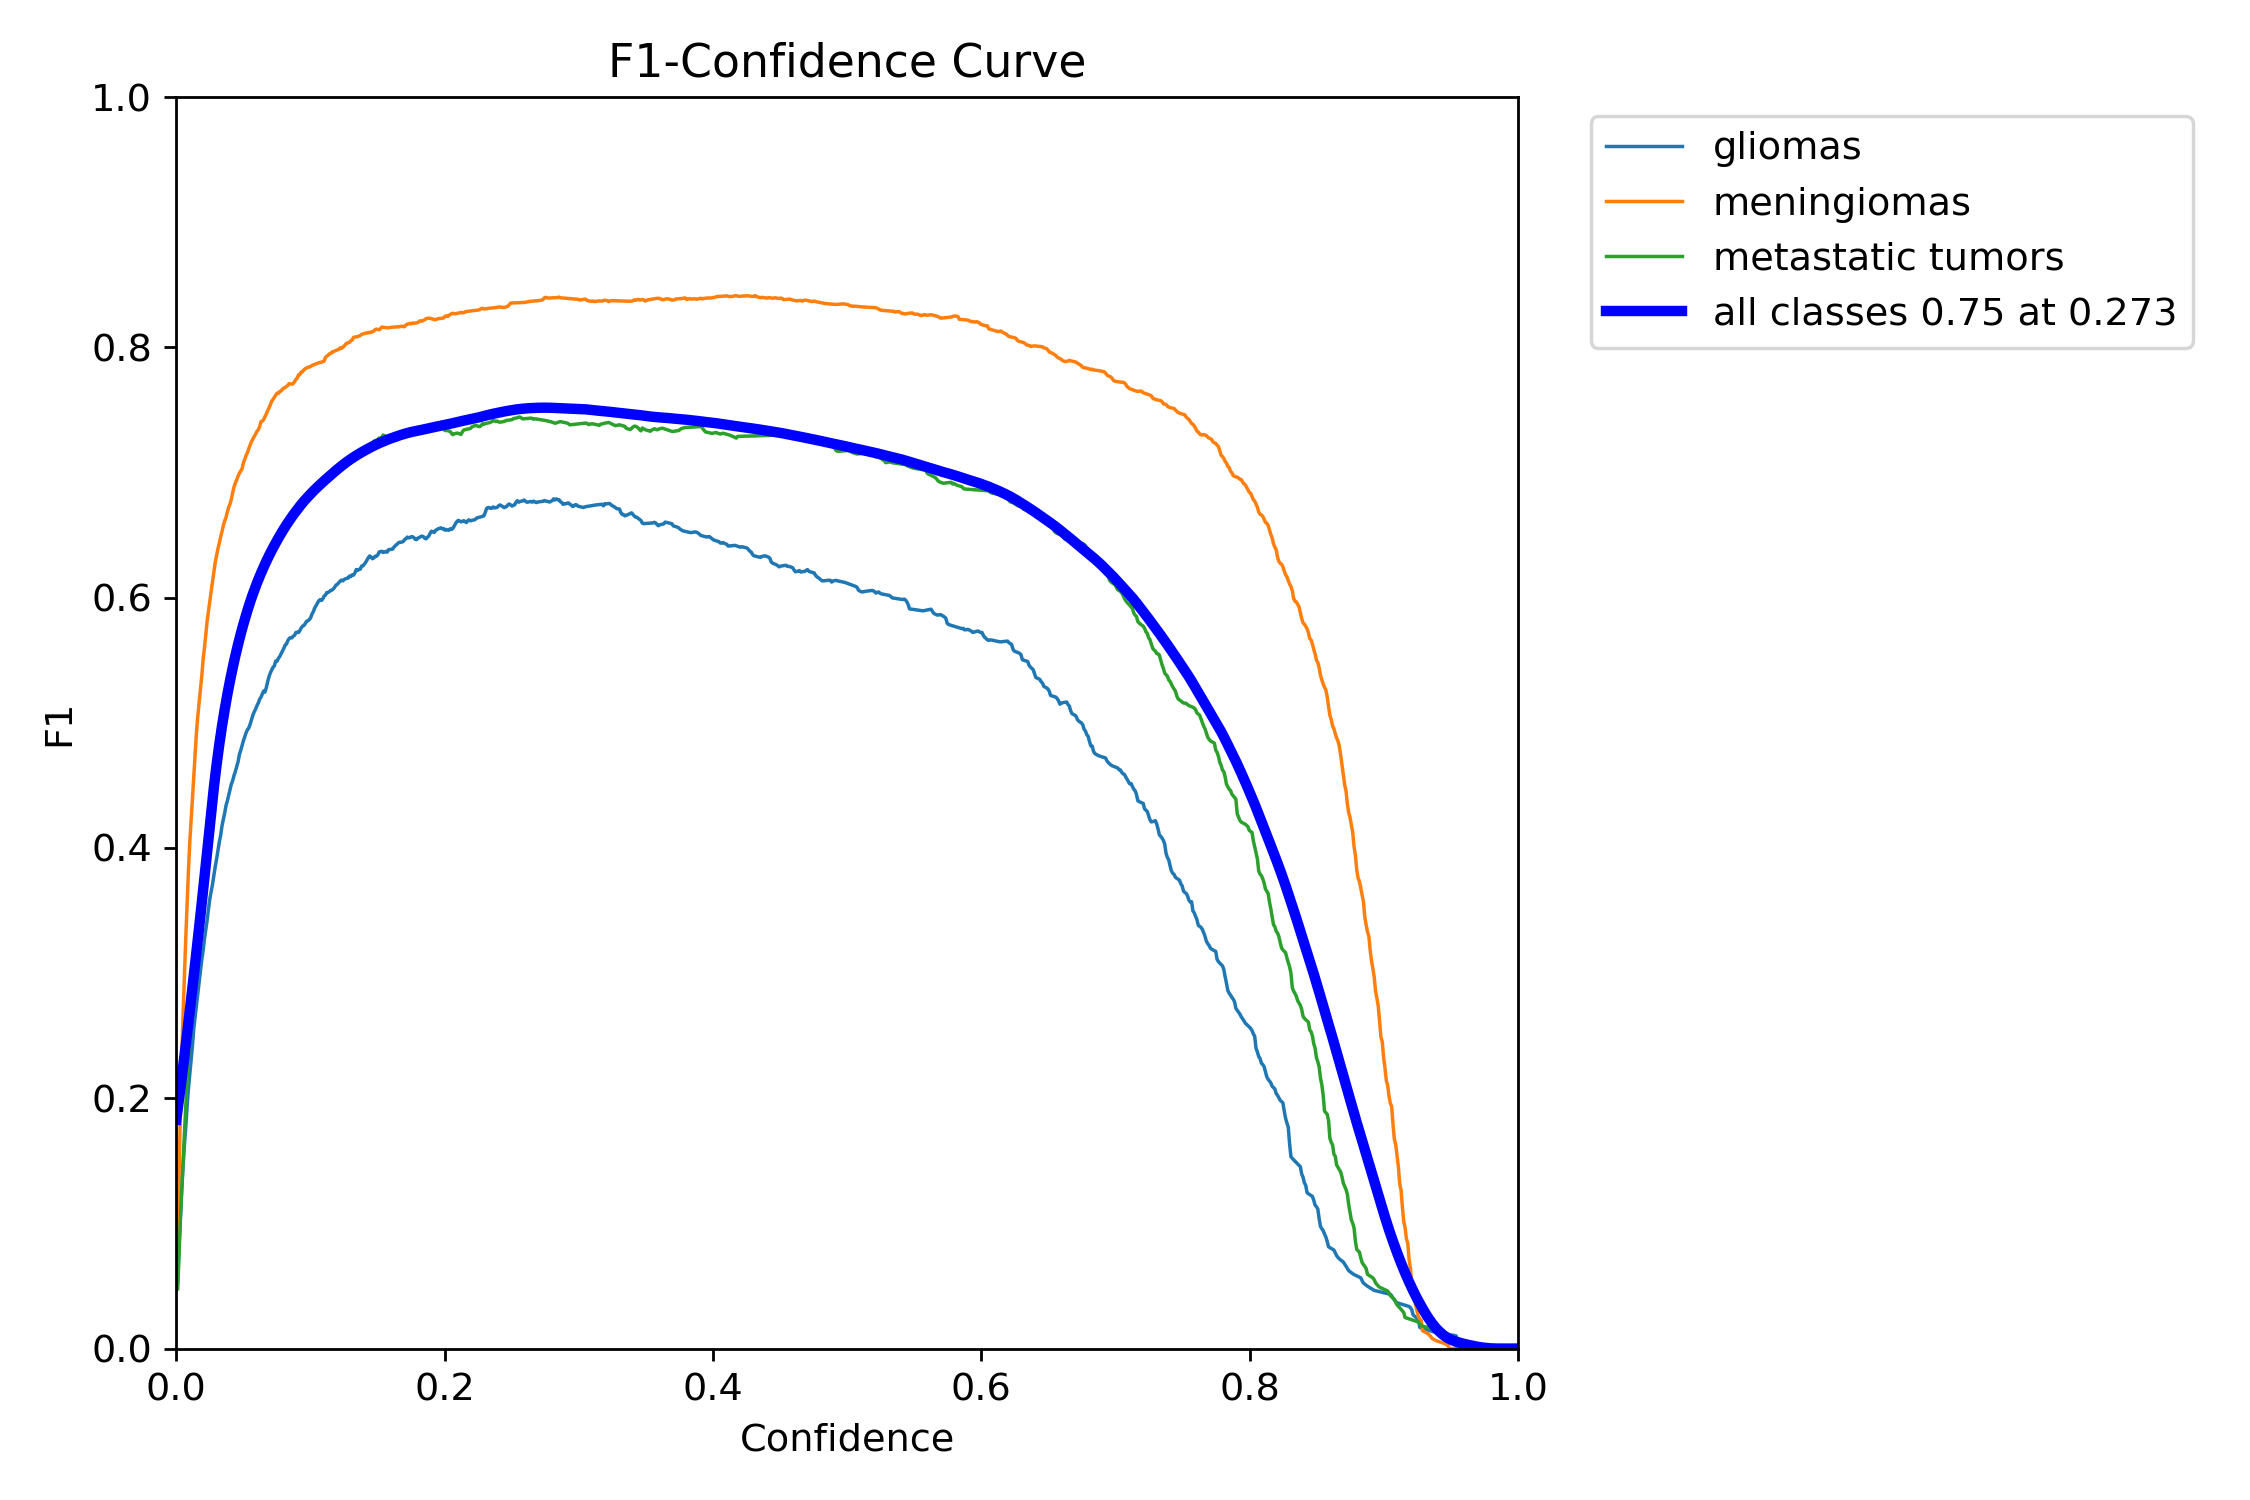 F1-Confidence Curve
1.0
0.8
0.6
0.4
0.2
0.0
F1
0.0 0.2 0.4 0.6 0.8 1.0
Confidence
gliomas
meningiomas
metastatic tumors
all classes 0.75 at 0.273